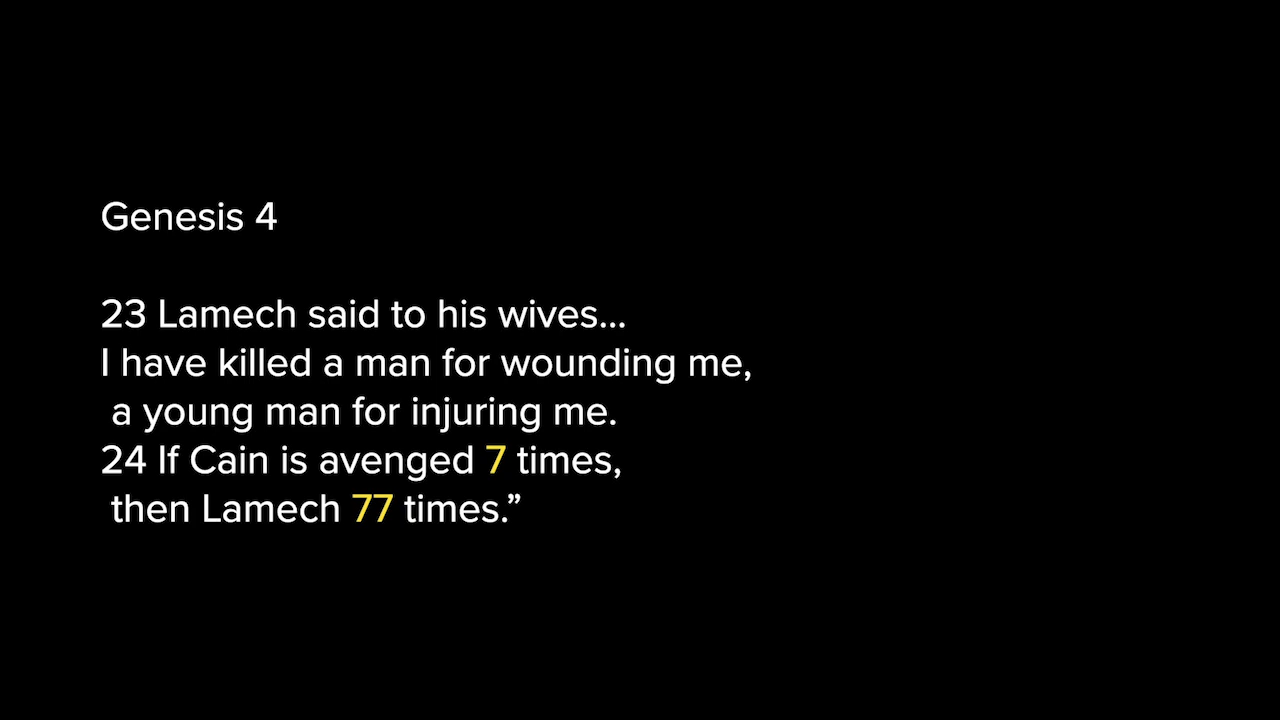 Genesis 4
23 Lamech said to his wives...
I have killed a man for wounding me,
a young man for injuring me.
24 If Cain is avenged 7 times,
then Lamech 77 times.”